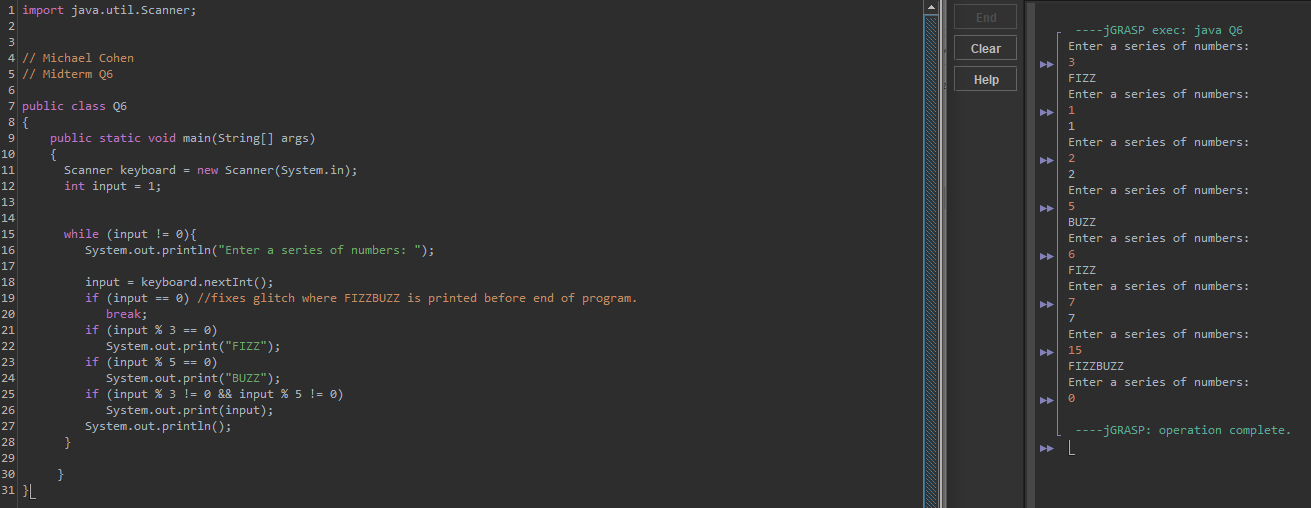 1 import java.util.Scanner;
2
3
4 // Michael Cohen
5 // Midterm Q6
6
7 public class Q6
8 {
9 public static void main(String[] args)
10 {
11 Scanner keyboard = new Scanner(System.in);
12 int input = 1;
13
14
15 while (input != 0){
16 System.out.println("Enter a series of numbers: ");
17
18 input = keyboard.nextInt();
19 if (input == 0) //fixes glitch where FIZZBUZZ is printed before end of program.
20 break;
21 if (input % 3 == 0)
22 System.out.print("FIZZ");
23 if (input % 5 == 0)
24 System.out.print("BUZZ");
25 if (input % 3 != 0 && input % 5 != 0)
26 System.out.print(input);
27 System.out.println();
28 }
29
30 }
31 }
End
Clear
Help
----jGRASP exec: java Q6
Enter a series of numbers:
3
FIZZ
Enter a series of numbers:
1
1
Enter a series of numbers:
2
2
Enter a series of numbers:
5
BUZZ
Enter a series of numbers:
6
FIZZ
Enter a series of numbers:
7
7
Enter a series of numbers:
15
FIZZBUZZ
Enter a series of numbers:
0
----jGRASP: operation complete.